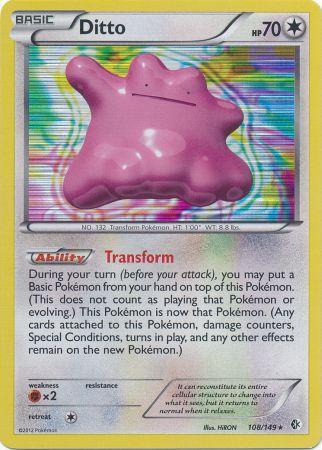 BASIC
Ditto
HP 70
NO. 132 Transform Pokémon HT: 1'00" WT: 8.8 lbs.
Ability Transform
During your turn (before your attack), you may put a
Basic Pokémon from your hand on top of this Pokémon.
(This does not count as playing that Pokémon or
evolving.) This Pokémon is now that Pokémon. (Any
cards attached to this Pokémon, damage counters,
Special Conditions, turns in play, and any other effects
remain on the new Pokémon.)
weakness resistance
×2
retreat
It can reconstitute its entire
cellular structure to change into
what it sees, but it returns to
normal when it relaxes.
©2012 Pokémon
Illus. HiRON 108/149 ★